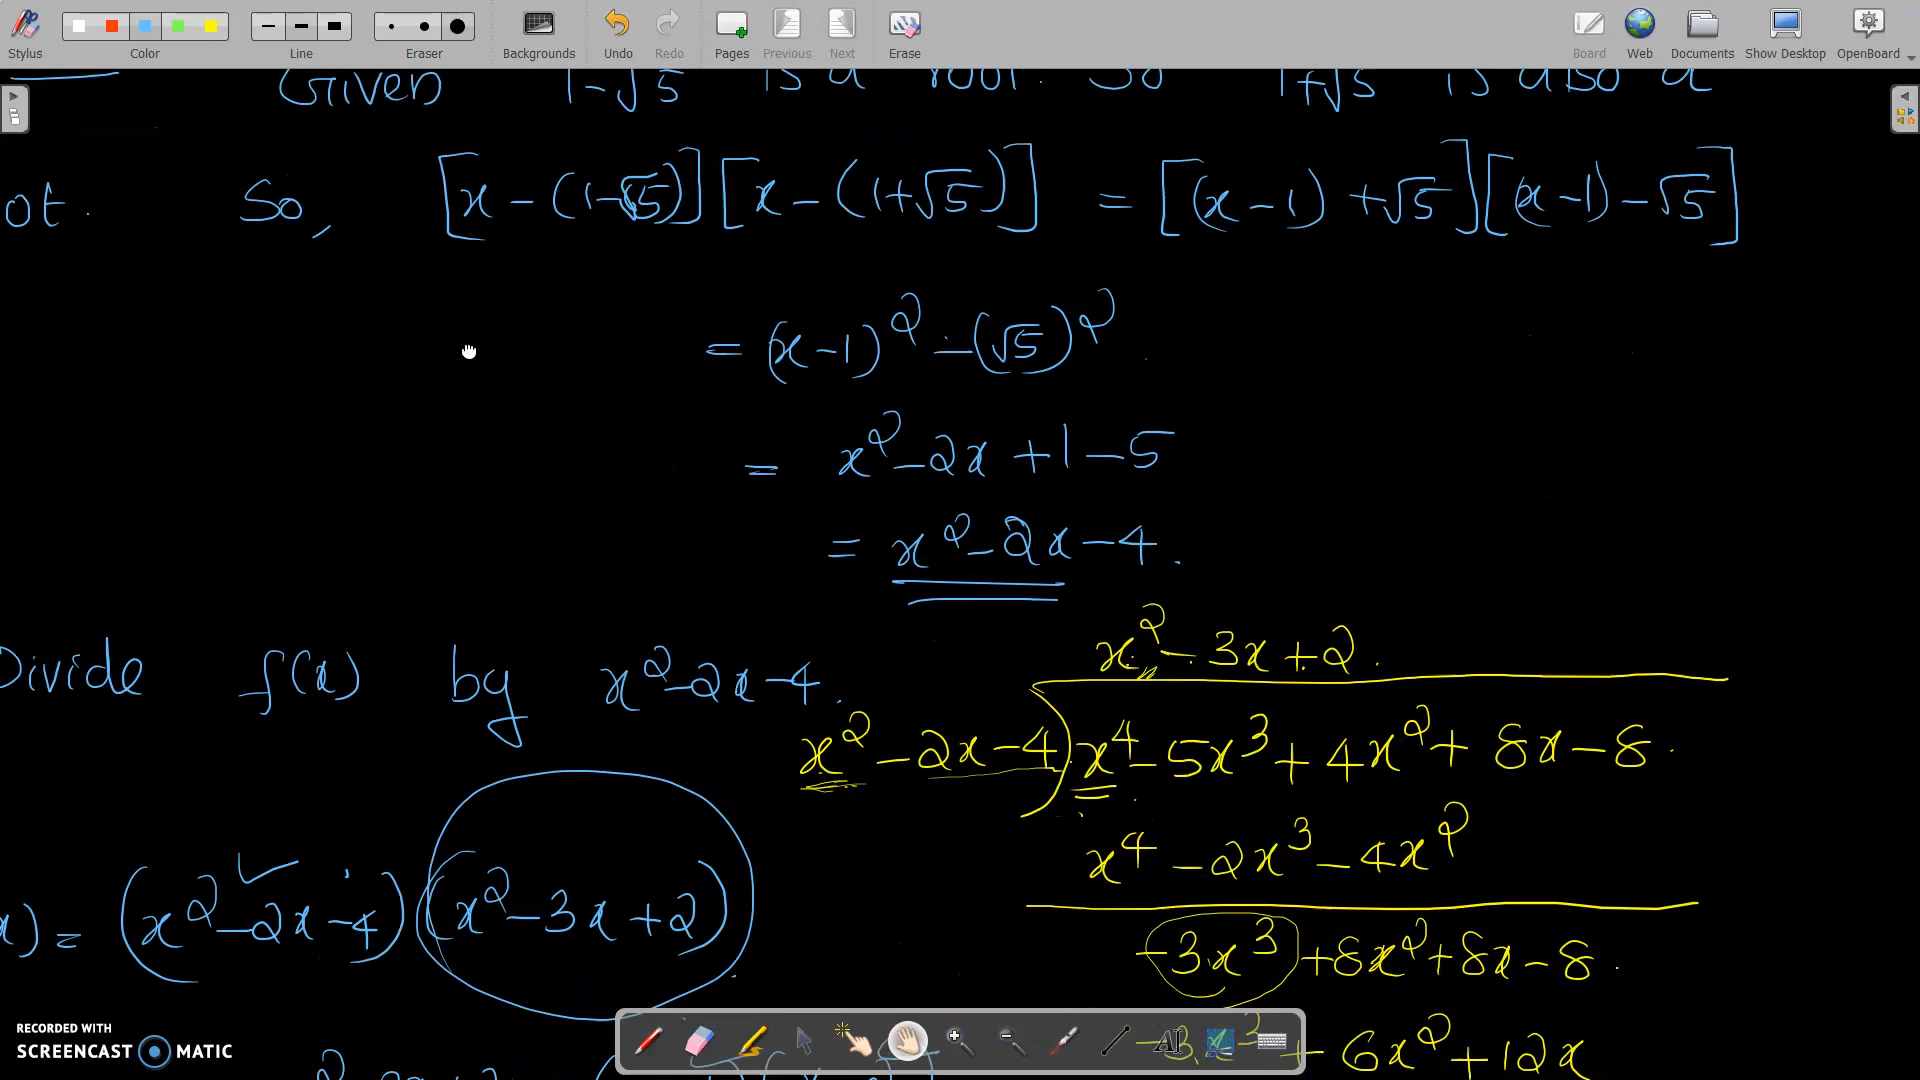 Stylus Color Line Eraser Backgrounds Undo Redo Pages Previous Next Erase Board Web Documents Show Desktop OpenBoard
Given 1-√5 is a root. So 1+√5 is also a
ot. So, [x-(1-√5)][x-(1+√5)] = [(x-1)+√5][(x-1)-√5]
= (x-1)² - (√5)²
= x²-2x+1-5
= x²-2x-4.
x²-3x+2.
Divide f(x) by x²-2x-4.
x²-2x-4) x⁴-5x³+4x²+8x-8.
x⁴-2x³-4x²
x) = (x²-2x-4)(x²-3x+2)
-3x³+8x²+8x-8.
RECORDED WITH
SCREENCAST MATIC
-3x³+6x²+12x